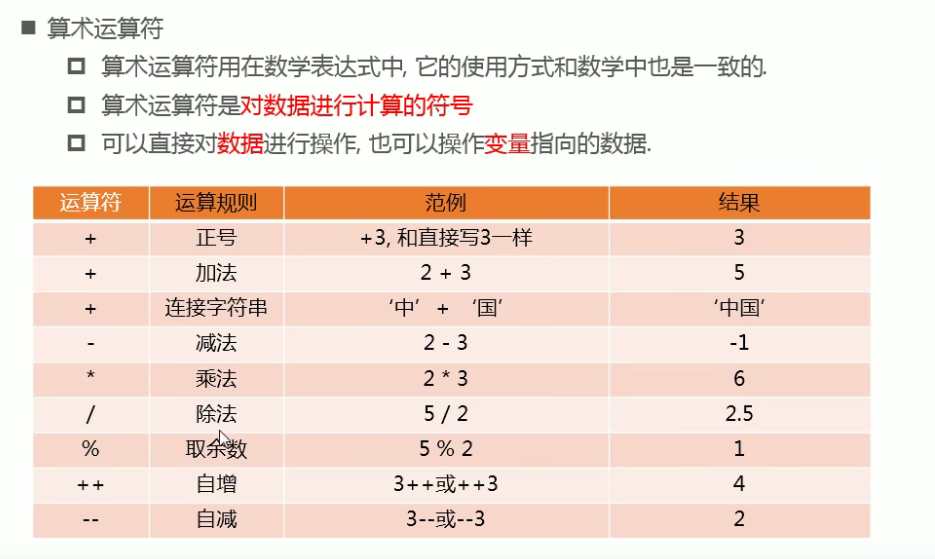 算术运算符
算术运算符用在数学表达式中, 它的使用方式和数学中也是一致的.
算术运算符是对数据进行计算的符号
可以直接对数据进行操作, 也可以操作变量指向的数据.
运算符 运算规则 范例 结果
+ 正号 +3, 和直接写3一样 3
+ 加法 2 + 3 5
+ 连接字符串 ‘中’ + ‘国’ ‘中国’
- 减法 2 - 3 -1
* 乘法 2 * 3 6
/ 除法 5 / 2 2.5
% 取余数 5 % 2 1
++ 自增 3++或++3 4
-- 自减 3--或--3 2